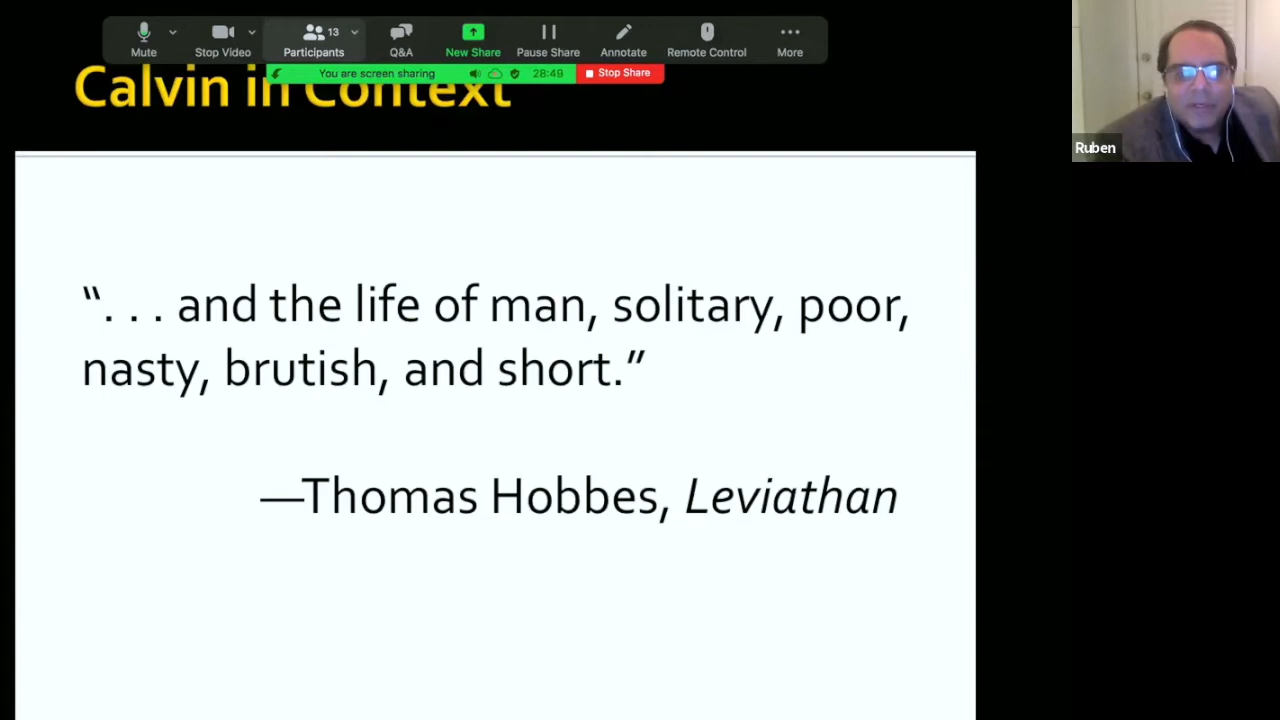 13
Mute
Stop Video
Participants
Q&A
New Share
Pause Share
Annotate
Remote Control
More
You are screen sharing
28:49
Stop Share
Calvin in Context
Ruben
“. . . and the life of man, solitary, poor,
nasty, brutish, and short.”
—Thomas Hobbes, Leviathan